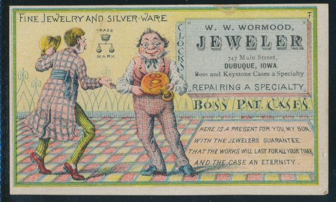 FINE JEWELRY AND SILVER-WARE
TRADE
MARK
CLOCKS &
W. W. WORMOOD,
JEWELER
747 Main Street,
DUBUQUE, IOWA.
Boss and Keystone Cases a Specialty
REPAIRING A SPECIALTY.
BOSS PAT. CASES
HERE IS A PRESENT FOR YOU, MY SON,
WITH THE JEWELERS GUARANTEE
THAT THE WORKS WILL LAST FOR ALL YOUR TIME,
AND THE CASE AN ETERNITY.